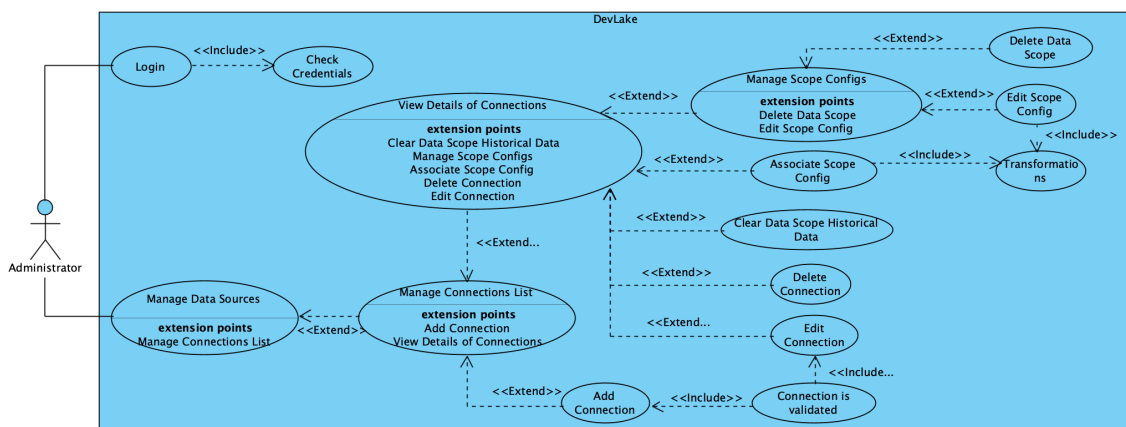 DevLake
Login
<<Include>>
Check
Credentials
<<Extend>>
Delete Data
Scope
Manage Scope Configs
extension points
Delete Data Scope
Edit Scope Config
<<Extend>>
Edit Scope
Config
<<Extend>>
View Details of Connections
extension points
Clear Data Scope Historical Data
Manage Scope Configs
Associate Scope Config
Delete Connection
Edit Connection
<<Include>>
<<Extend>>
Associate Scope
Config
<<Include>>
Transformatio
ns
<<Extend>>
Clear Data Scope Historical
Data
<<Extend...
Administrator
<<Extend>>
Delete
Connection
Manage Data Sources
extension points
Manage Connections List
<<Extend>>
Manage Connections List
extension points
Add Connection
View Details of Connections
<<Extend...
Edit
Connection
<<Include...
<<Extend>>
Add
Connection
<<Include>>
Connection is
validated